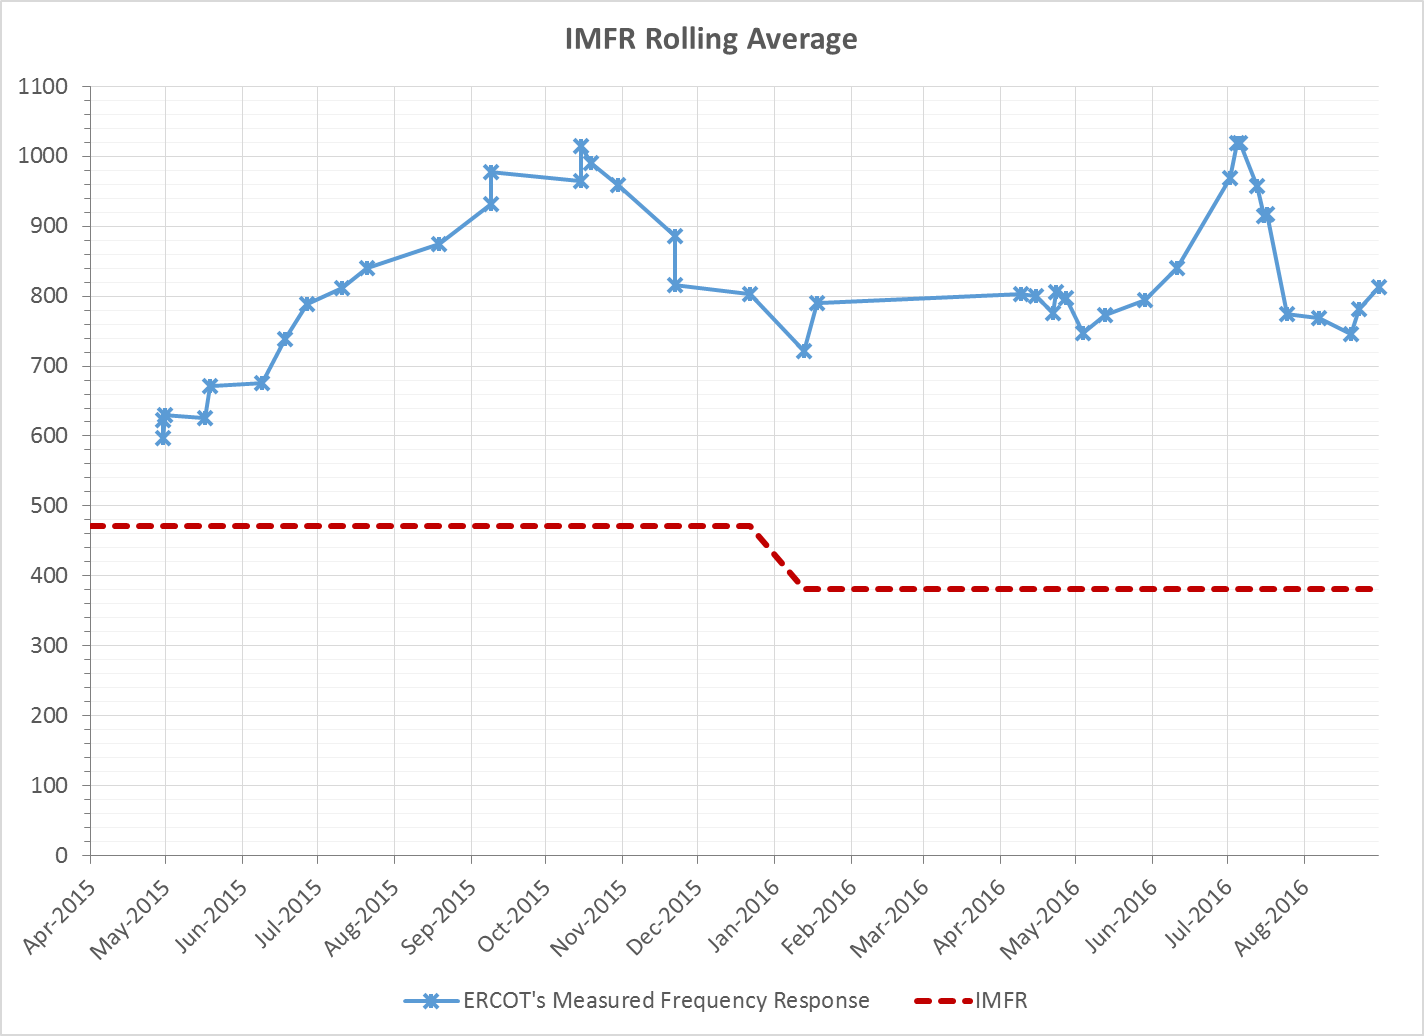 IMFR Rolling Average
1100
1000
900
800
700
600
500
400
300
200
100
0
Apr-2015
May-2015
Jun-2015
Jul-2015
Aug-2015
Sep-2015
Oct-2015
Nov-2015
Dec-2015
Jan-2016
Feb-2016
Mar-2016
Apr-2016
May-2016
Jun-2016
Jul-2016
Aug-2016
ERCOT's Measured Frequency Response
IMFR